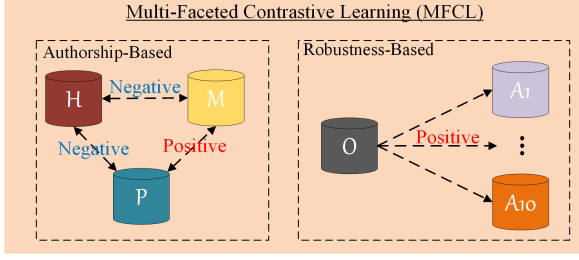 Multi-Faceted Contrastive Learning (MFCL)
Authorship-Based
H
Negative
M
Negative
Positive
P
Robustness-Based
A1
O
Positive
A10